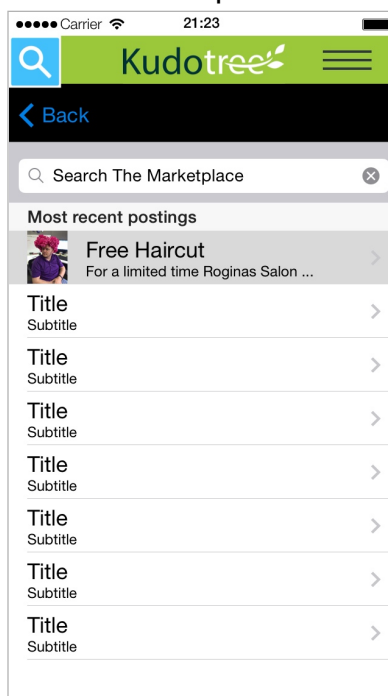 Carrier 21:23
Kudotree
Back
Search The Marketplace
Most recent postings
Free Haircut
For a limited time Roginas Salon ...
Title
Subtitle
Title
Subtitle
Title
Subtitle
Title
Subtitle
Title
Subtitle
Title
Subtitle
Title
Subtitle